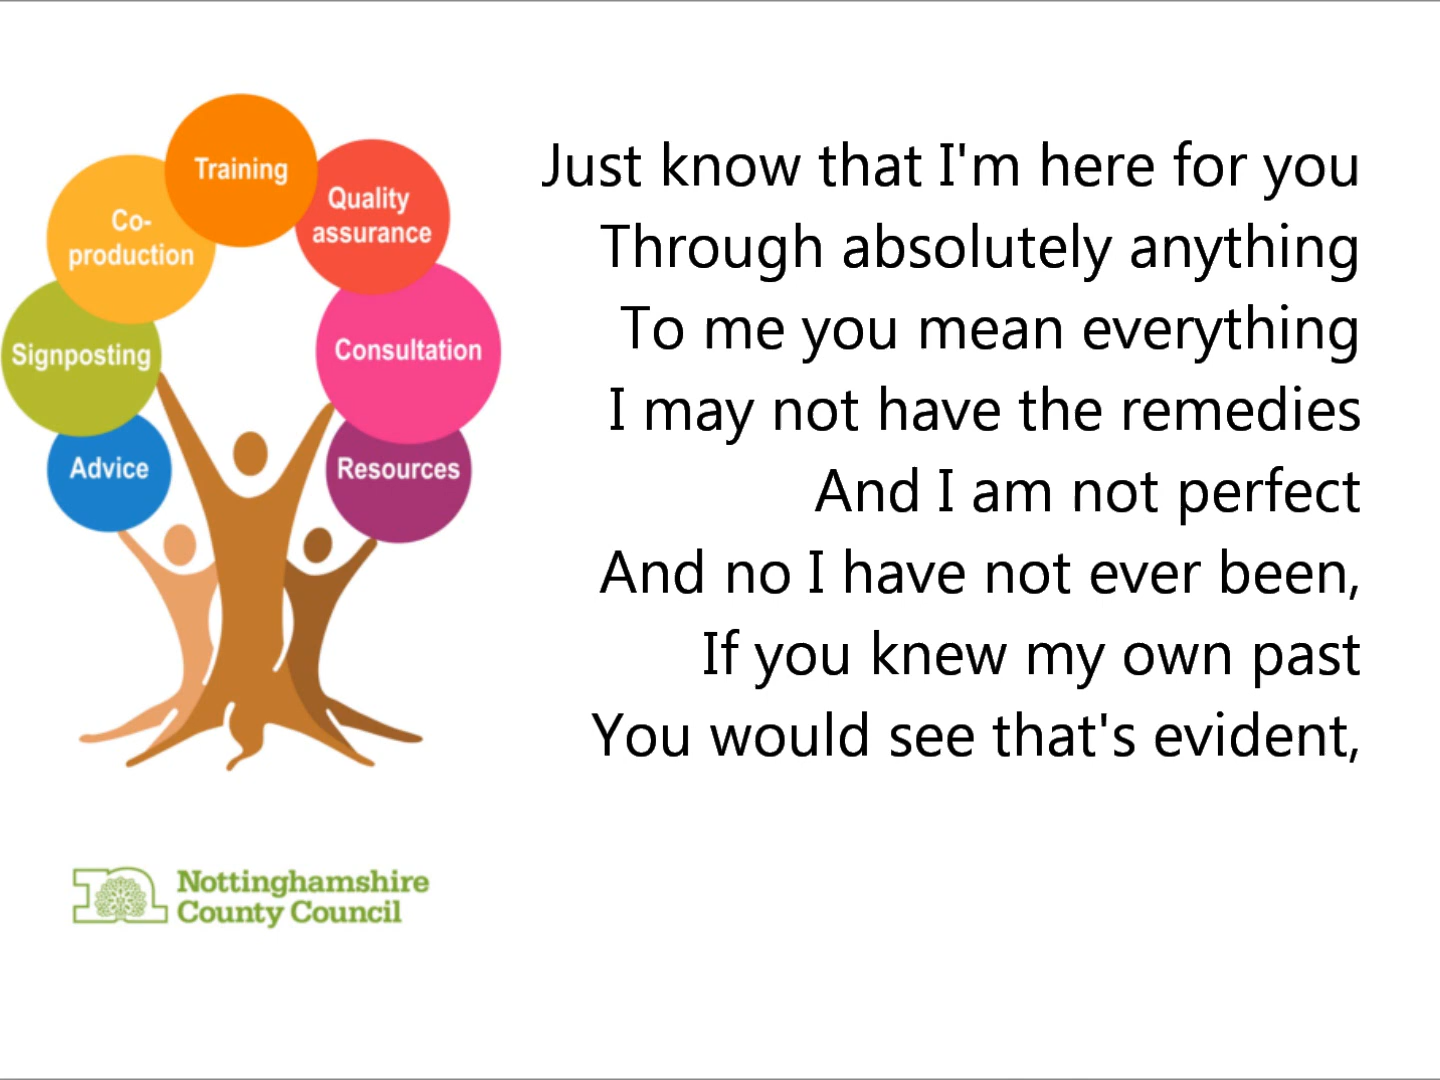 Training
Quality
assurance
Co-
production
Signposting
Consultation
Advice
Resources
Nottinghamshire
County Council
Just know that I'm here for you
Through absolutely anything
To me you mean everything
I may not have the remedies
And I am not perfect
And no I have not ever been,
If you knew my own past
You would see that's evident,